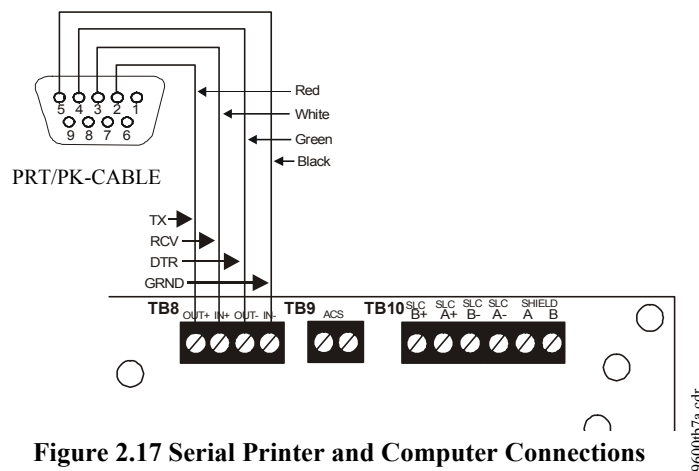 5 4 3 2 1
9 8 7 6
PRT/PK-CABLE
Red
White
Green
Black
TX
RCV
DTR
GRND
TB8 OUT+ IN+ OUT- IN- TB9 ACS TB10 SLC B+ SLC A+ SLC B- SLC A- SHIELD A B
Figure 2.17 Serial Printer and Computer Connections
9600tb7a.cdr